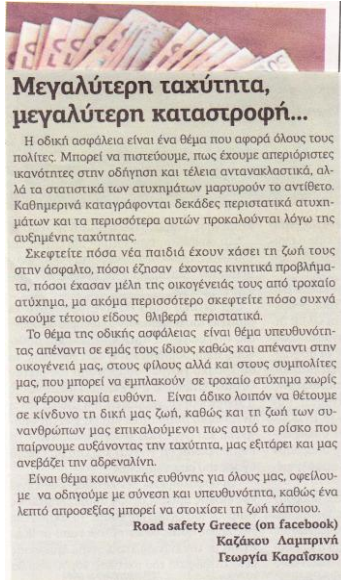 Μεγαλύτερη ταχύτητα,
μεγαλύτερη καταστροφή...
Η οδική ασφάλεια είναι ένα θέμα που αφορά όλους τους
πολίτες. Μπορεί να πιστεύουμε, πως έχουμε απεριόριστες
ικανότητες στην οδήγηση και τέλεια αντανακλαστικά, αλ-
λά τα στατιστικά των ατυχημάτων μαρτυρούν το αντίθετο.
Καθημερινά καταγράφονται δεκάδες περιστατικά ατυχη-
μάτων και τα περισσότερα αυτών προκαλούνται λόγω της
αυξημένης ταχύτητας.
Σκεφτείτε πόσα νέα παιδιά έχουν χάσει τη ζωή τους
στην άσφαλτο, πόσοι έζησαν έχοντας κινητικά προβλήμα-
τα, πόσοι έχασαν μέλη της οικογένειάς τους από τροχαίο
ατύχημα, μα ακόμα περισσότερο σκεφτείτε πόσο συχνά
ακούμε τέτοιου είδους θλιβερά περιστατικά.
Το θέμα της οδικής ασφάλειας είναι θέμα υπευθυνότη-
τας απέναντι σε εμάς τους ίδιους καθώς και απέναντι στην
οικογένειά μας, στους φίλους αλλά και στους συμπολίτες
μας, που μπορεί να εμπλακούν σε τροχαίο ατύχημα χωρίς
να φέρουν καμία ευθύνη. Είναι άδικο λοιπόν να θέτουμε
σε κίνδυνο τη δική μας ζωή, καθώς και τη ζωή των συ-
νανθρώπων μας επικαλούμενοι πως αυτό το ρίσκο που
παίρνουμε αυξάνοντας την ταχύτητα, μας εξιτάρει και μας
ανεβάζει την αδρεναλίνη.
Είναι θέμα κοινωνικής ευθύνης για όλους μας, οφείλου-
με να οδηγούμε με σύνεση και υπευθυνότητα, καθώς ένα
λεπτό απροσεξίας μπορεί να στοιχίσει τη ζωή κάποιου.
Road safety Greece (on facebook)
Καζάκου Λαμπρινή
Γεωργία Καραΐσκου